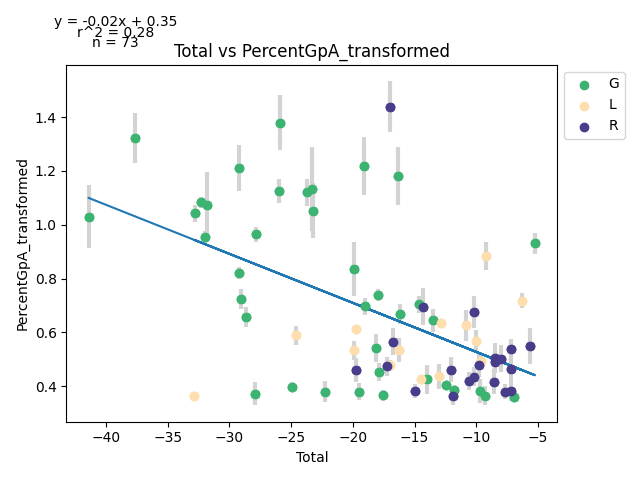 y = -0.02x + 0.35
r^2 = 0.28
n = 73
Total vs PercentGpA_transformed
G
L
R
PercentGpA_transformed
1.4
1.2
1.0
0.8
0.6
0.4
−40
−35
−30
−25
−20
−15
−10
−5
Total